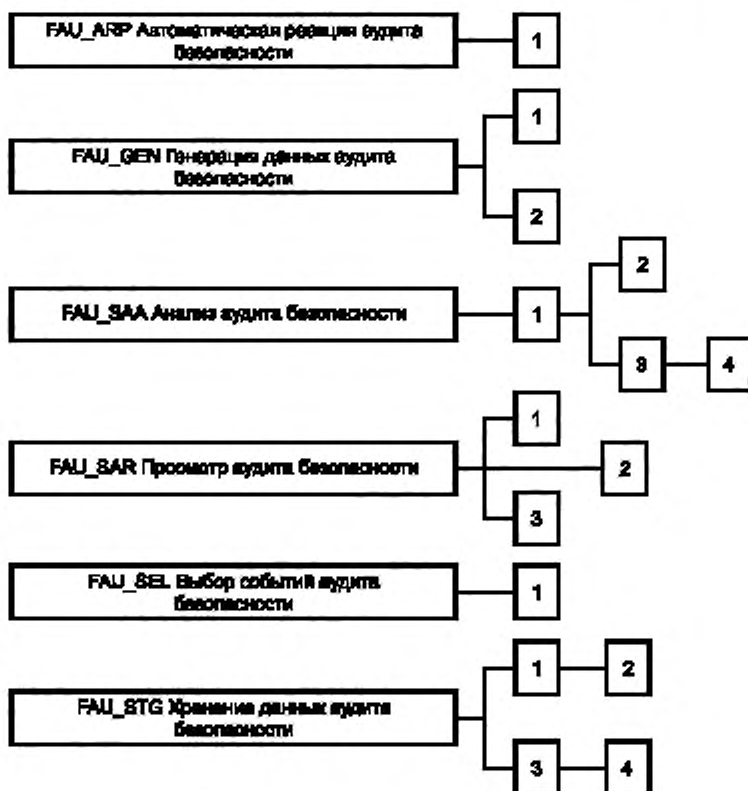 FAU_ARP Автоматическая реакция аудита
безопасности
1
FAU_GEN Генерация данных аудита
безопасности
1
2
FAU_SAA Анализ аудита безопасности
1
2
3
4
FAU_SAR Просмотр аудита безопасности
1
2
3
FAU_SEL Выбор событий аудита
безопасности
1
FAU_STG Хранение данных аудита
безопасности
1
2
3
4